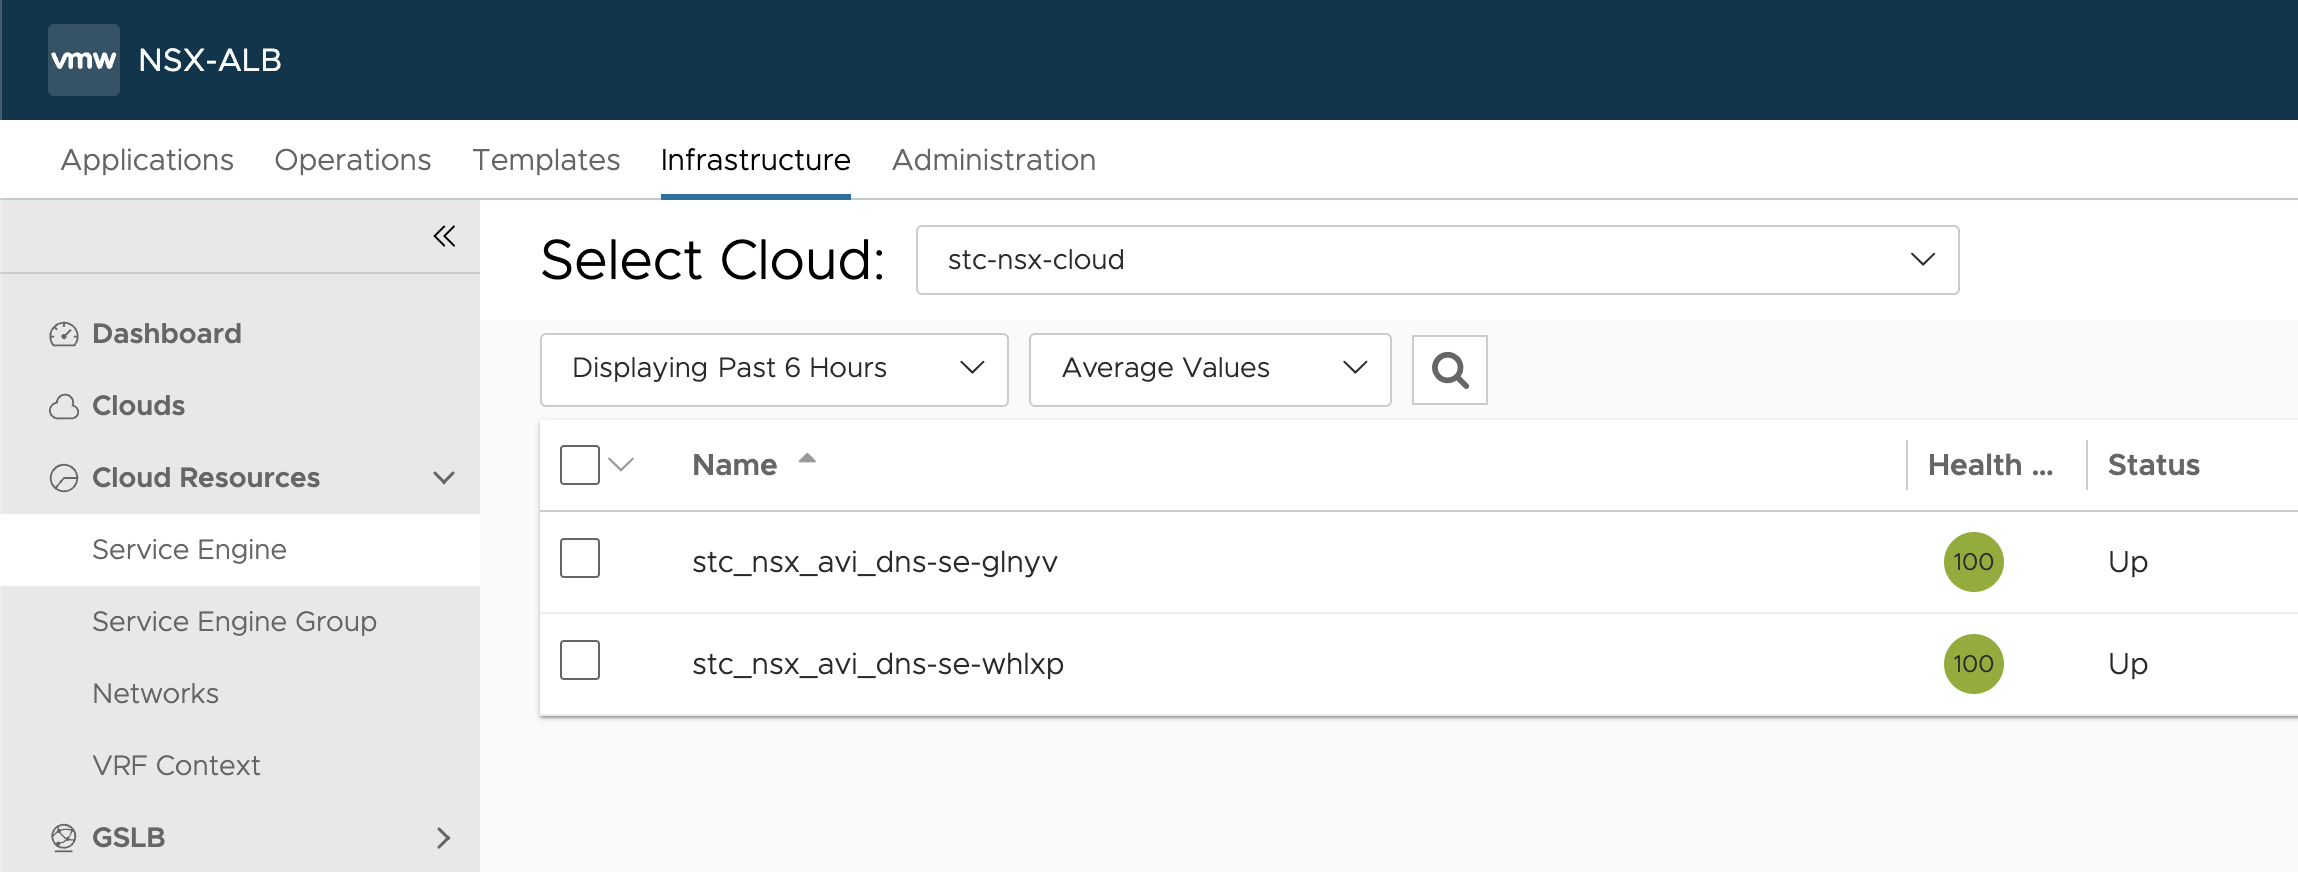 vmw NSX-ALB
Applications Operations Templates Infrastructure Administration
Select Cloud: stc-nsx-cloud
Dashboard
Clouds
Cloud Resources
Service Engine
Service Engine Group
Networks
VRF Context
GSLB
Displaying Past 6 Hours Average Values
Name Health ... Status
stc_nsx_avi_dns-se-glnyv 100 Up
stc_nsx_avi_dns-se-whlxp 100 Up